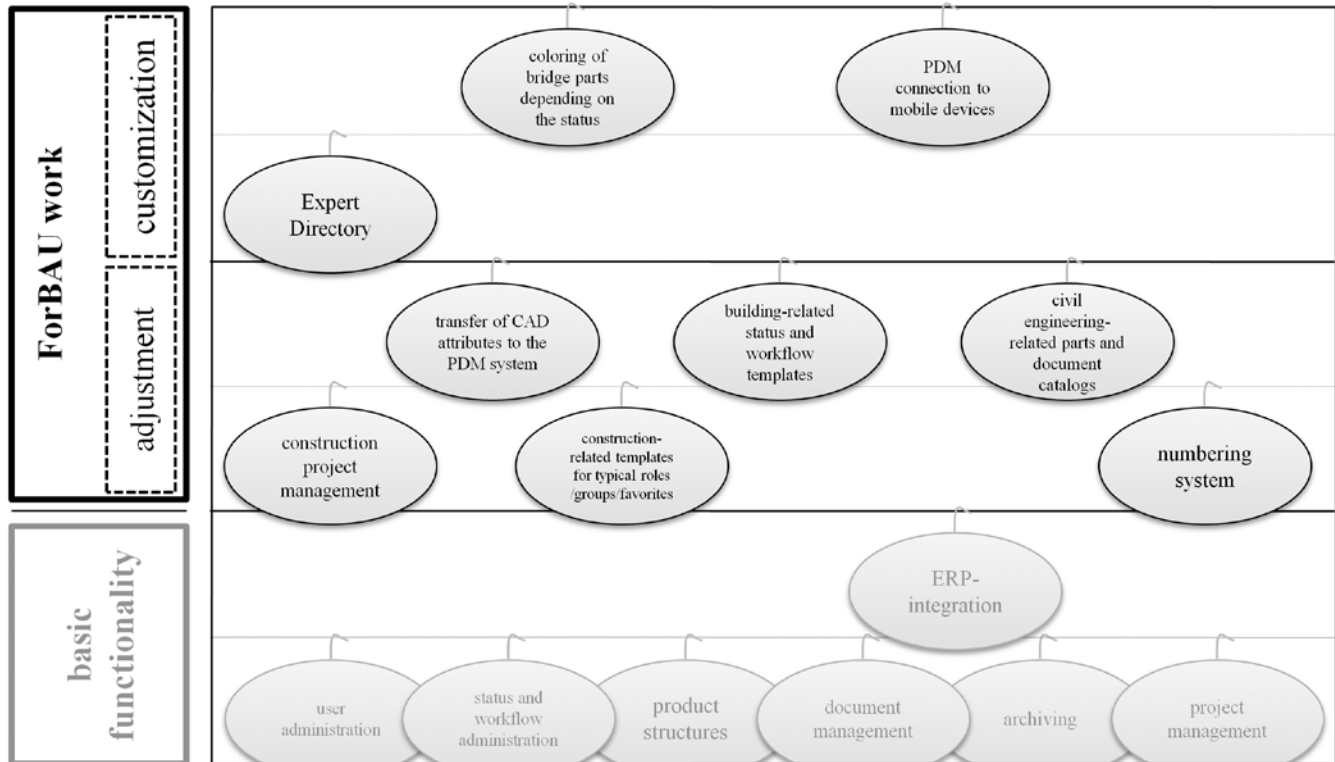 ForBAU work
customization
adjustment
basic
functionality
coloring of
bridge parts
depending on
the status
PDM
connection to
mobile devices
Expert
Directory
transfer of CAD
attributes to the
PDM system
building-related
status and
workflow
templates
civil
engineering-
related parts and
document
catalogs
construction
project
management
construction-
related templates
for typical roles
/groups/favorites
numbering
system
ERP-
integration
user
administration
status and
workflow
administration
product
structures
document
management
archiving
project
management